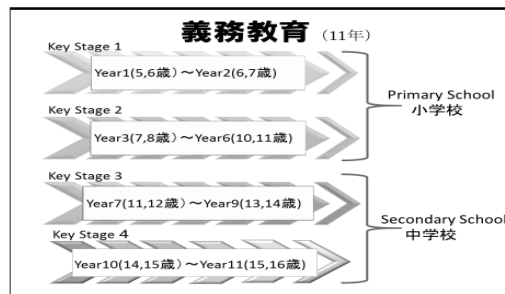 義務教育 (11年)
Key Stage 1
Year1(5,6歳)～Year2(6,7歳)
Primary School
小学校
Key Stage 2
Year3(7,8歳)～Year6(10,11歳)
Key Stage 3
Year7(11,12歳)～Year9(13,14歳)
Secondary School
中学校
Key Stage 4
Year10(14,15歳)～Year11(15,16歳)